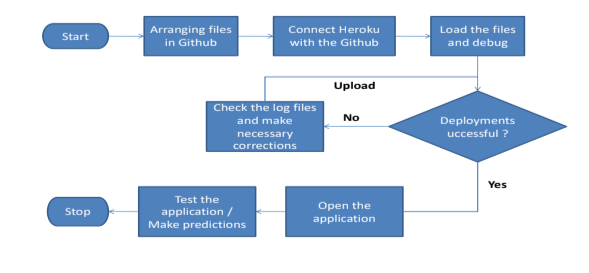 Start
Arranging files
in Github
Connect Heroku
with the Github
Load the files
and debug
Upload
Check the log files
and make
necessary
corrections
No
Deployments
uccessful ?
Yes
Open the
application
Test the
application /
Make predictions
Stop